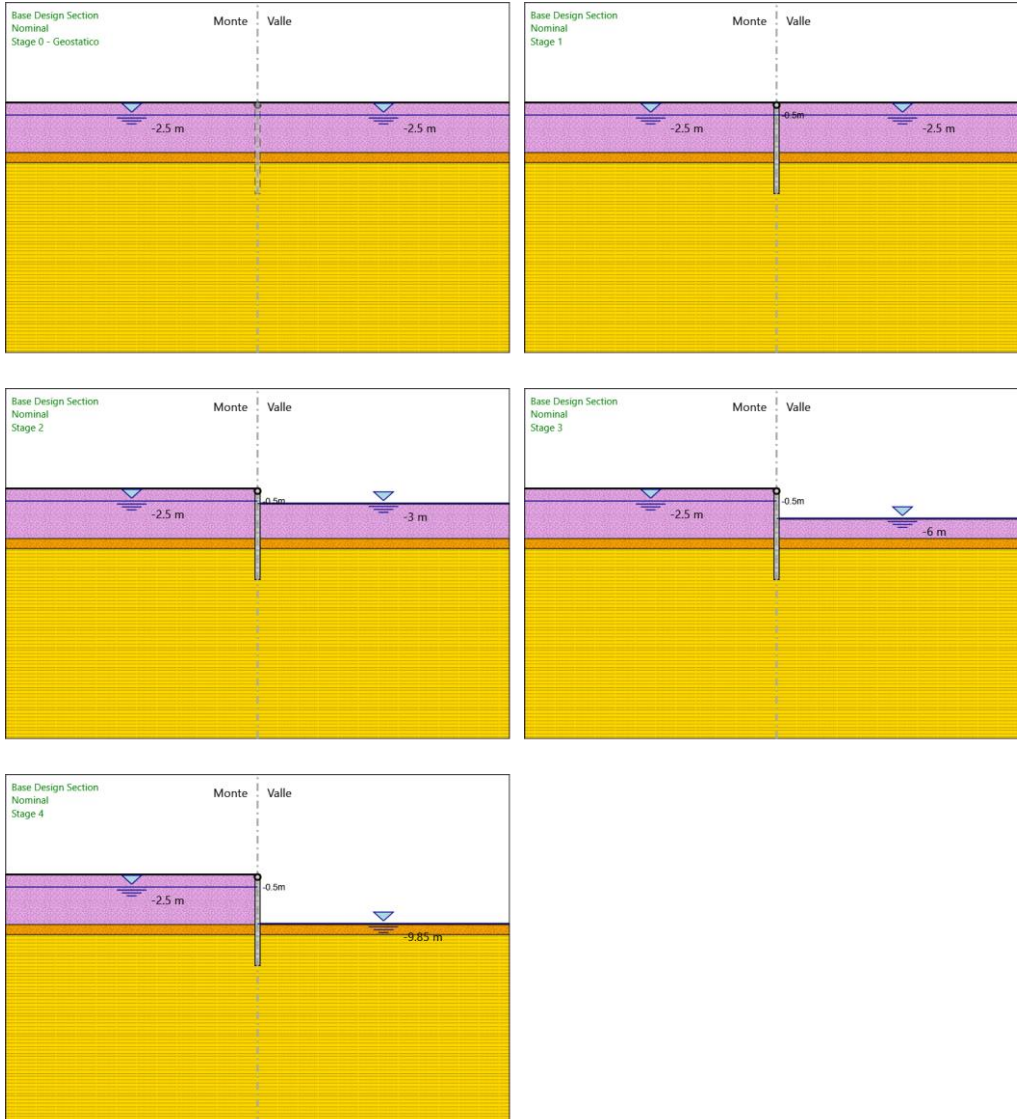 Base Design Section
Nominal
Stage 0 - Geostatico
Monte Valle
-2.5 m -2.5 m
Base Design Section
Nominal
Stage 1
Monte Valle
-0.5m
-2.5 m -2.5 m
Base Design Section
Nominal
Stage 2
Monte Valle
-0.5m
-2.5 m -3 m
Base Design Section
Nominal
Stage 3
Monte Valle
-0.5m
-2.5 m -6 m
Base Design Section
Nominal
Stage 4
Monte Valle
-0.5m
-2.5 m
-9.85 m